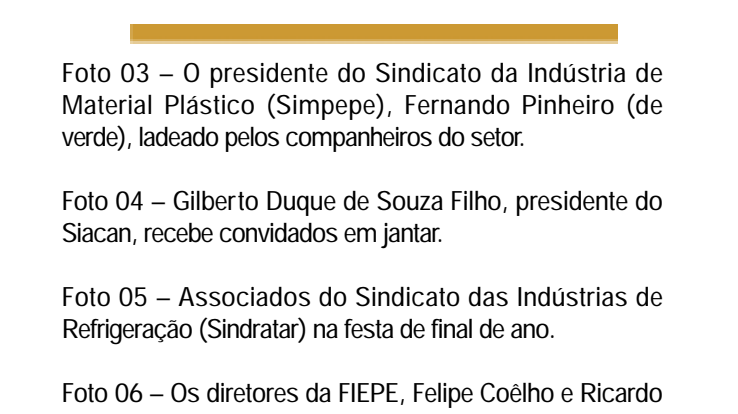 Foto 03 – O presidente do Sindicato da Indústria de
Material Plástico (Simpepe), Fernando Pinheiro (de
verde), ladeado pelos companheiros do setor.
Foto 04 – Gilberto Duque de Souza Filho, presidente do
Siacan, recebe convidados em jantar.
Foto 05 – Associados do Sindicato das Indústrias de
Refrigeração (Sindratar) na festa de final de ano.
Foto 06 – Os diretores da FIEPE, Felipe Coêlho e Ricardo